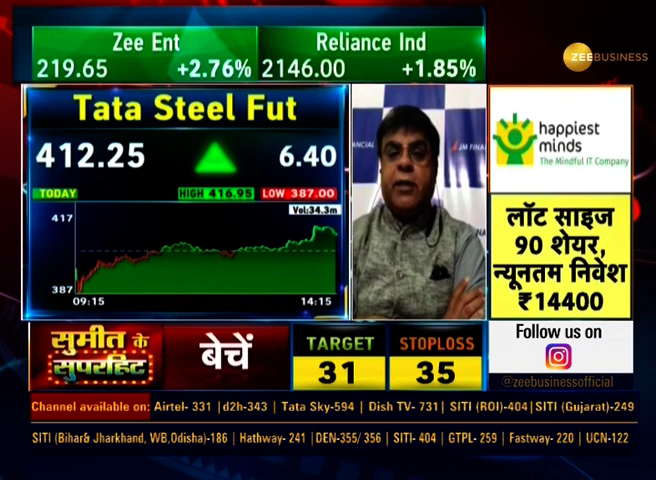 Zee Ent
219.65 +2.76%
Reliance Ind
2146.00 +1.85%
ZEEBUSINESS
Tata Steel Fut
412.25 6.40
TODAY HIGH 416.95 LOW 387.00
Vol:34.3m
417
387
09:15 14:15
happiest
minds
The Mindful IT Company
लॉट साइज
90 शेयर,
न्यूनतम निवेश
₹14400
सुमीत के
सुपरहिट
बेचें
TARGET
31
STOPLOSS
35
Follow us on
@zeebusinessofficial
Channel available on: Airtel- 331 |d2h-343 | Tata Sky-594 | Dish TV- 731| SITI (ROI)-404| SITI (Gujarat)-249
SITI (Bihar& Jharkhand, WB,Odisha)-186 | Hathway- 241 |DEN-355/ 356 | SITI- 404 | GTPL- 259 | Fastway- 220 | UCN-122